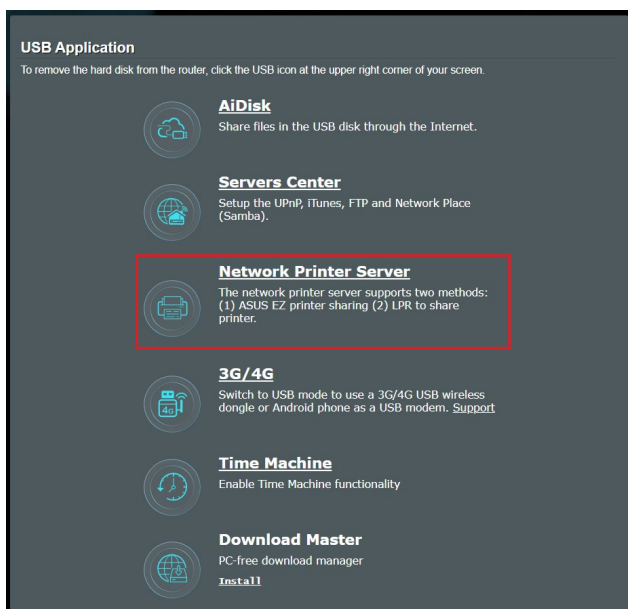 USB Application
To remove the hard disk from the router, click the USB icon at the upper right corner of your screen.
AiDisk
Share files in the USB disk through the Internet.
Servers Center
Setup the UPnP, iTunes, FTP and Network Place
(Samba).
Network Printer Server
The network printer server supports two methods:
(1) ASUS EZ printer sharing (2) LPR to share
printer.
3G/4G
Switch to USB mode to use a 3G/4G USB wireless
dongle or Android phone as a USB modem. Support
4G
Time Machine
Enable Time Machine functionality
Download Master
PC-free download manager
Install